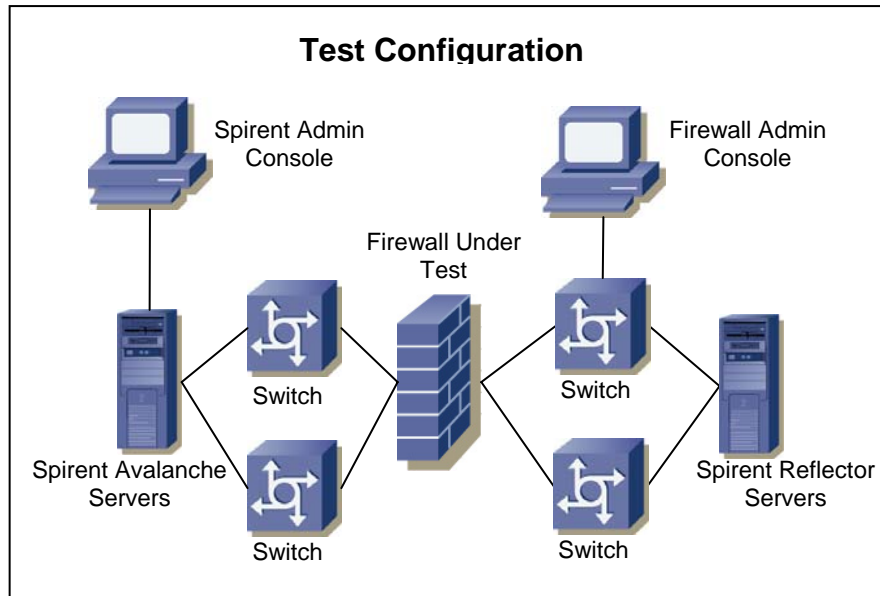 Test Configuration
Spirent Admin
Console
Firewall Admin
Console
Firewall Under
Test
Switch
Switch
Spirent Avalanche
Servers
Spirent Reflector
Servers
Switch
Switch